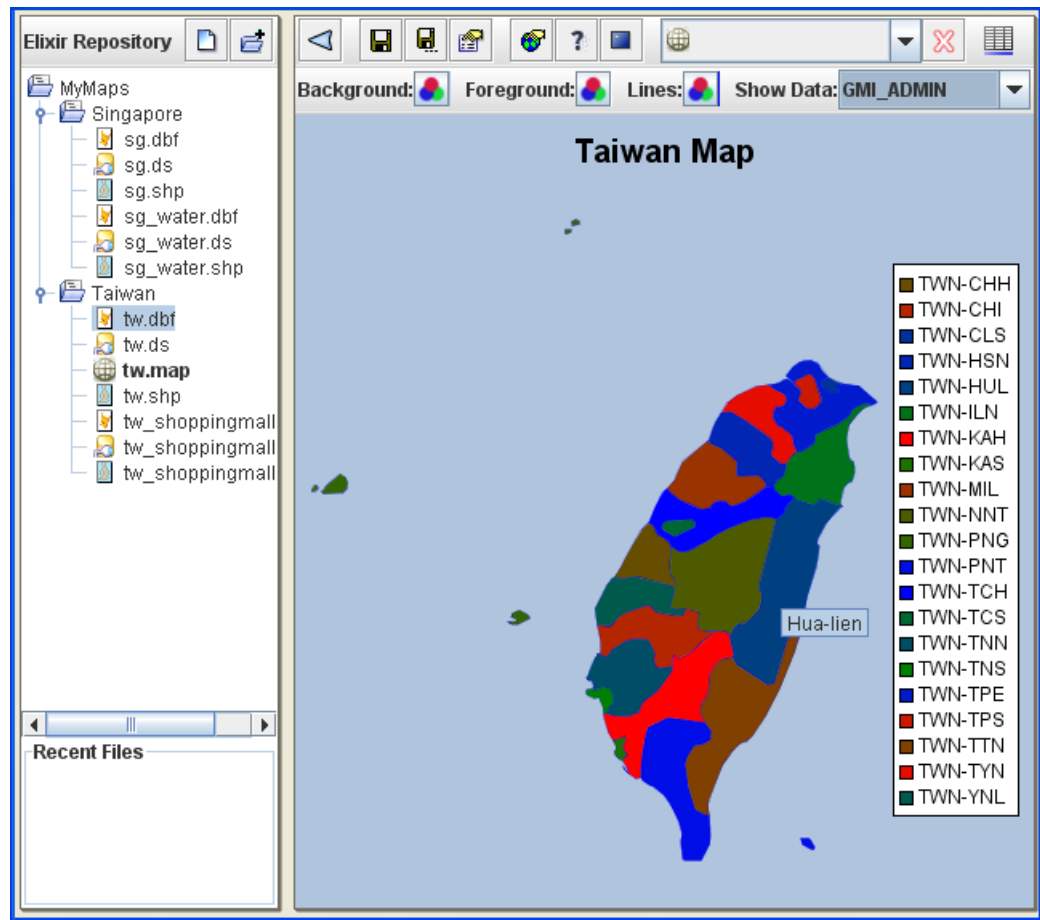 Elixir Repository
MyMaps
Singapore
sg.dbf
sg.ds
sg.shp
sg_water.dbf
sg_water.ds
sg_water.shp
Taiwan
tw.dbf
tw.ds
tw.map
tw.shp
tw_shoppingmall
tw_shoppingmall
tw_shoppingmall
Recent Files
?
Background: Foreground: Lines: Show Data: GMI_ADMIN
Taiwan Map
TWN-CHH
TWN-CHI
TWN-CLS
TWN-HSN
TWN-HUL
TWN-ILN
TWN-KAH
TWN-KAS
TWN-MIL
TWN-NNT
TWN-PNG
TWN-PNT
TWN-TCH
TWN-TCS
TWN-TNN
TWN-TNS
TWN-TPE
TWN-TPS
TWN-TTN
TWN-TYN
TWN-YNL
Hua-lien